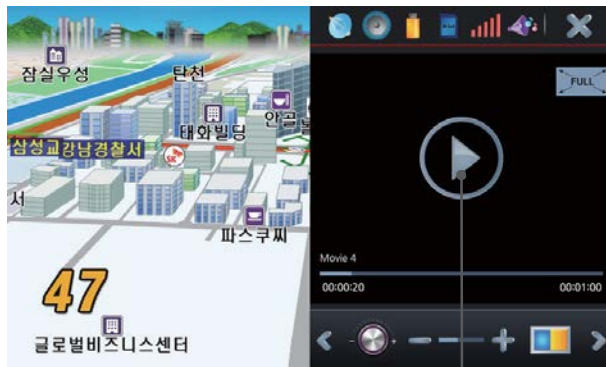 잠실우성
탄천
안골
태화빌딩
삼성교강남경찰서
SK
서
파스쿠찌
47
글로벌비즈니스센터
FULL
Movie 4
00:00:20
00:01:00